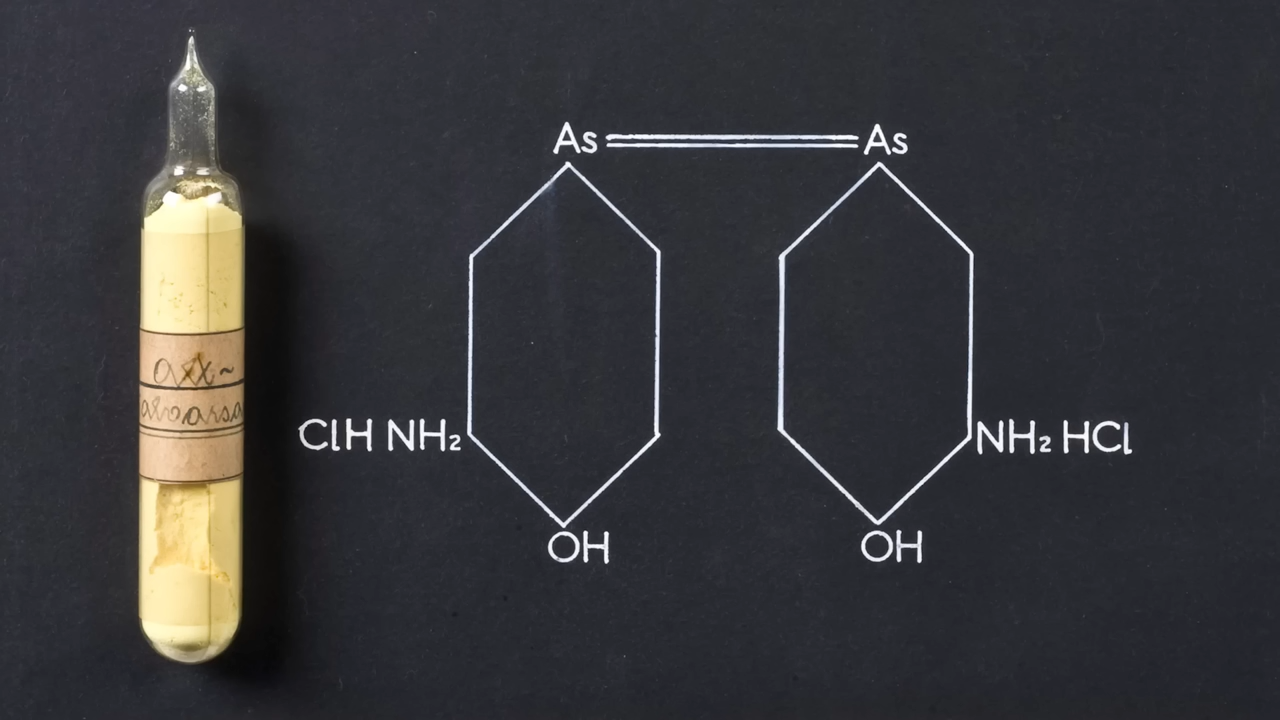 As As
ClH NH₂ NH₂ HCl
OH OH